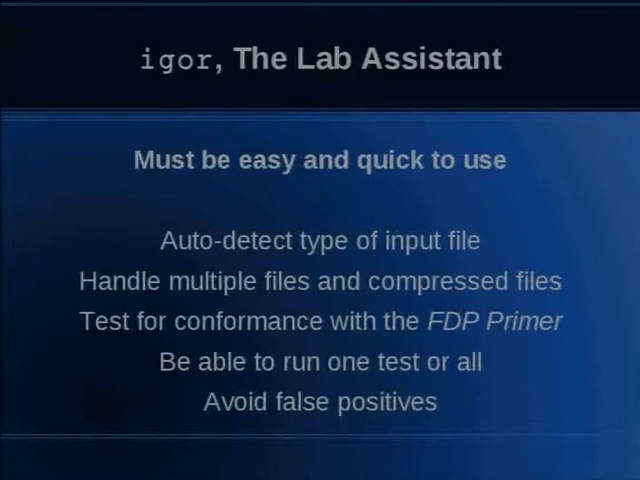 igor, The Lab Assistant
Must be easy and quick to use
Auto-detect type of input file
Handle multiple files and compressed files
Test for conformance with the FDP Primer
Be able to run one test or all
Avoid false positives